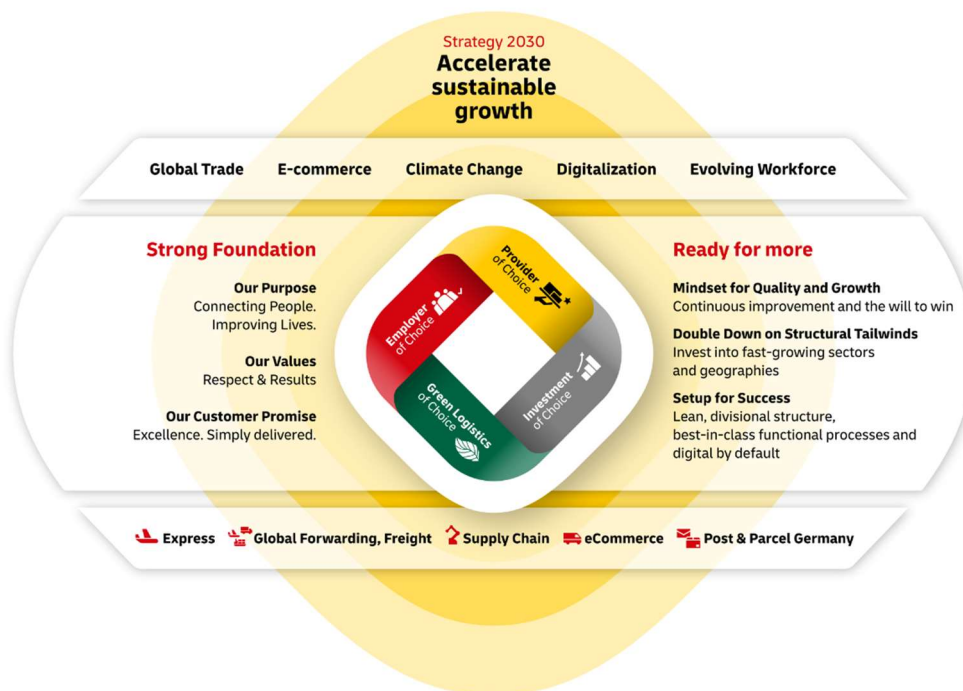 Strategy 2030
Accelerate
sustainable
growth
Global Trade
E-commerce
Climate Change
Digitalization
Evolving Workforce
Strong Foundation
Our Purpose
Connecting People.
Improving Lives.
Our Values
Respect & Results
Our Customer Promise
Excellence. Simply delivered.
Employer
of Choice
Provider
of Choice
Green Logistics
of Choice
Investment
of Choice
Ready for more
Mindset for Quality and Growth
Continuous improvement and the will to win
Double Down on Structural Tailwinds
Invest into fast-growing sectors
and geographies
Setup for Success
Lean, divisional structure,
best-in-class functional processes and
digital by default
Express
Global Forwarding, Freight
Supply Chain
eCommerce
Post & Parcel Germany